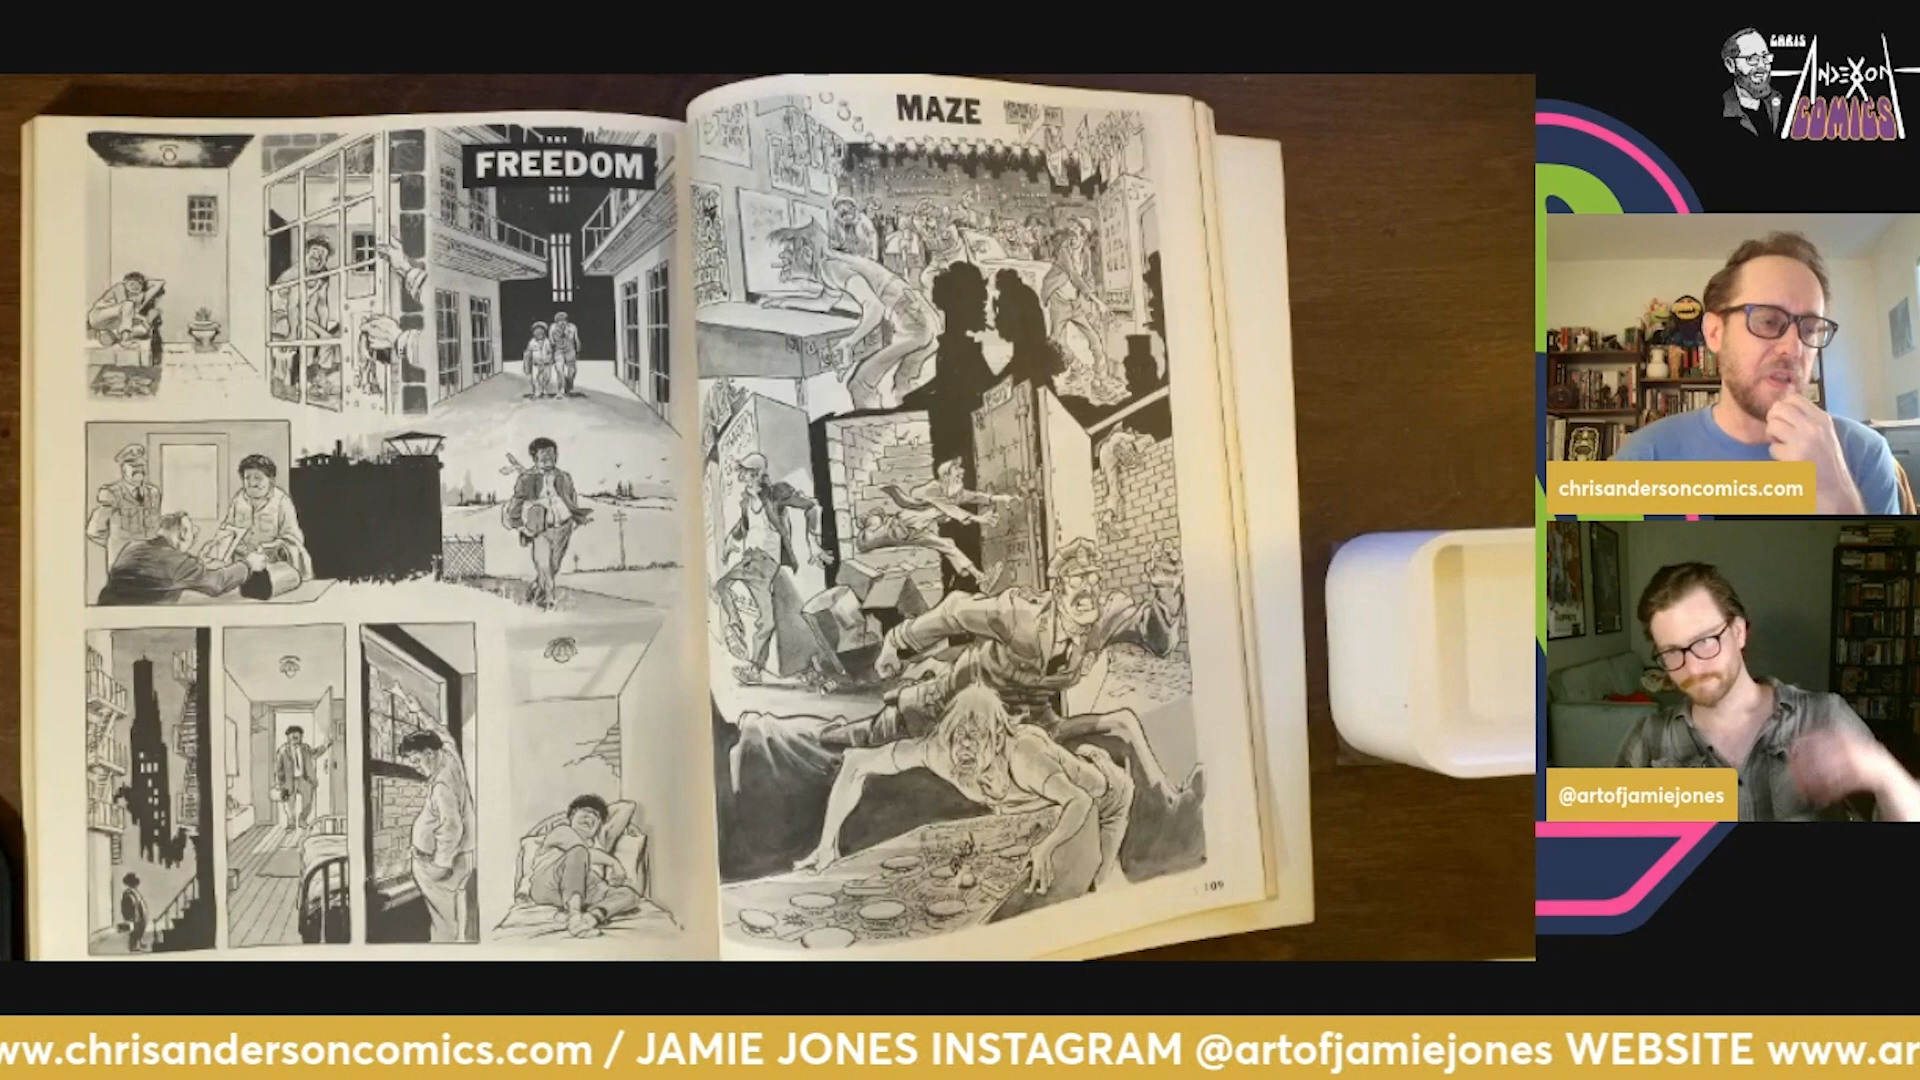 FREEDOM
MAZE
109
CHRIS
ANDERSON
COMICS
chrisandersoncomics.com
@artofjamiejones
ww.chrisandersoncomics.com / JAMIE JONES INSTAGRAM @artofjamiejones WEBSITE www.ar